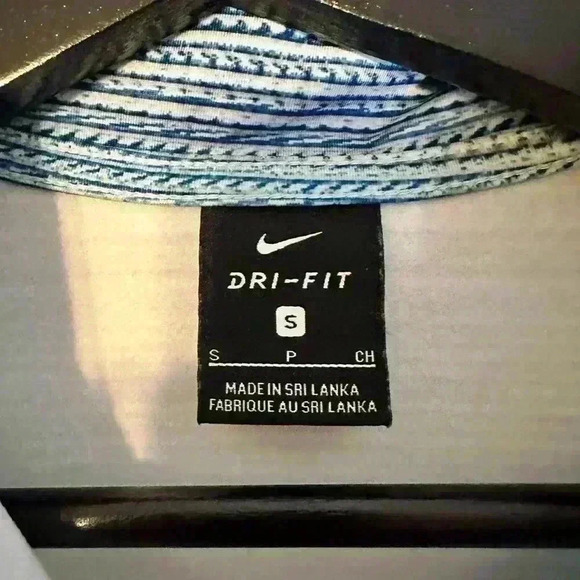 DRI-FIT
S
S P CH
MADE IN SRI LANKA
FABRIQUE AU SRI LANKA